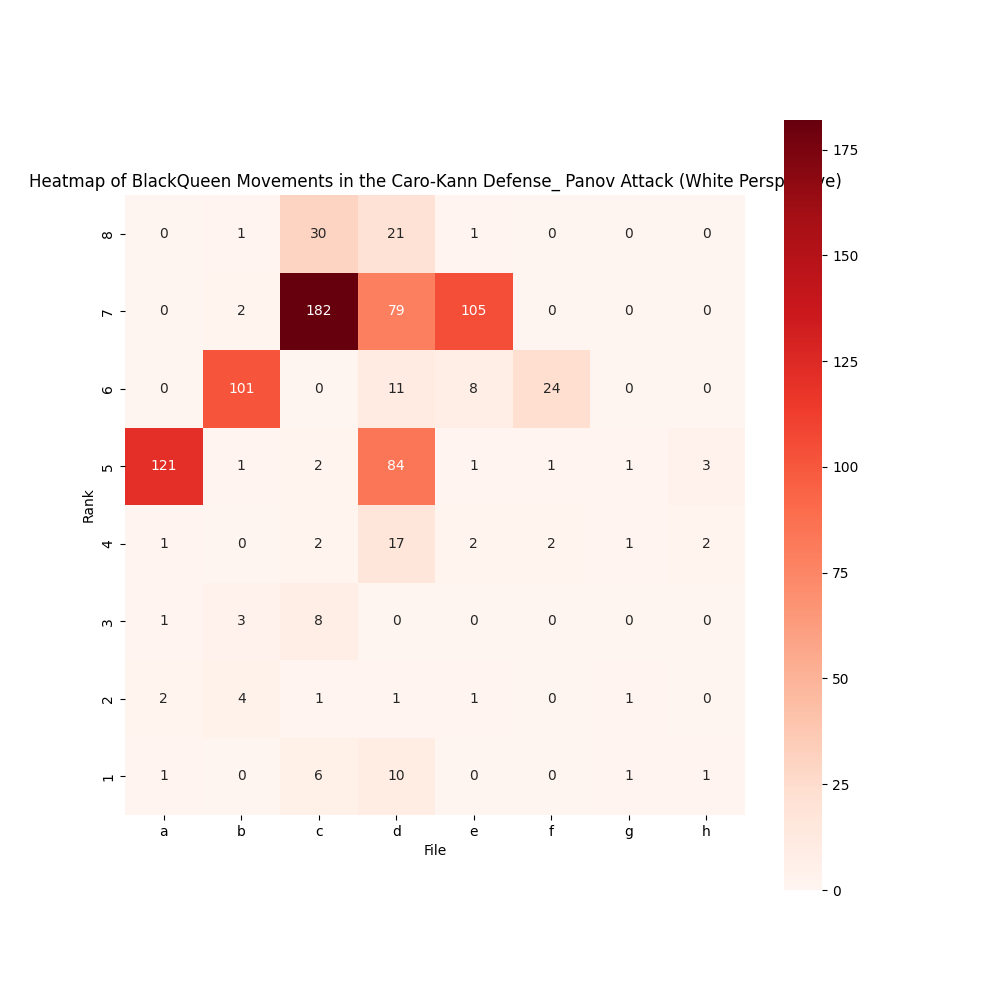 Heatmap of BlackQueen Movements in the Caro-Kann Defense_ Panov Attack (White Persp ve)
8 0 1 30 21 1 0 0 0
7 0 2 182 79 105 0 0 0
6 0 101 0 11 8 24 0 0
5 121 1 2 84 1 1 1 3
4 1 0 2 17 2 2 1 2
3 1 3 8 0 0 0 0 0
2 2 4 1 1 1 0 1 0
1 1 0 6 10 0 0 1 1
a b c d e f g h
File
Rank
175
150
125
100
75
50
25
0